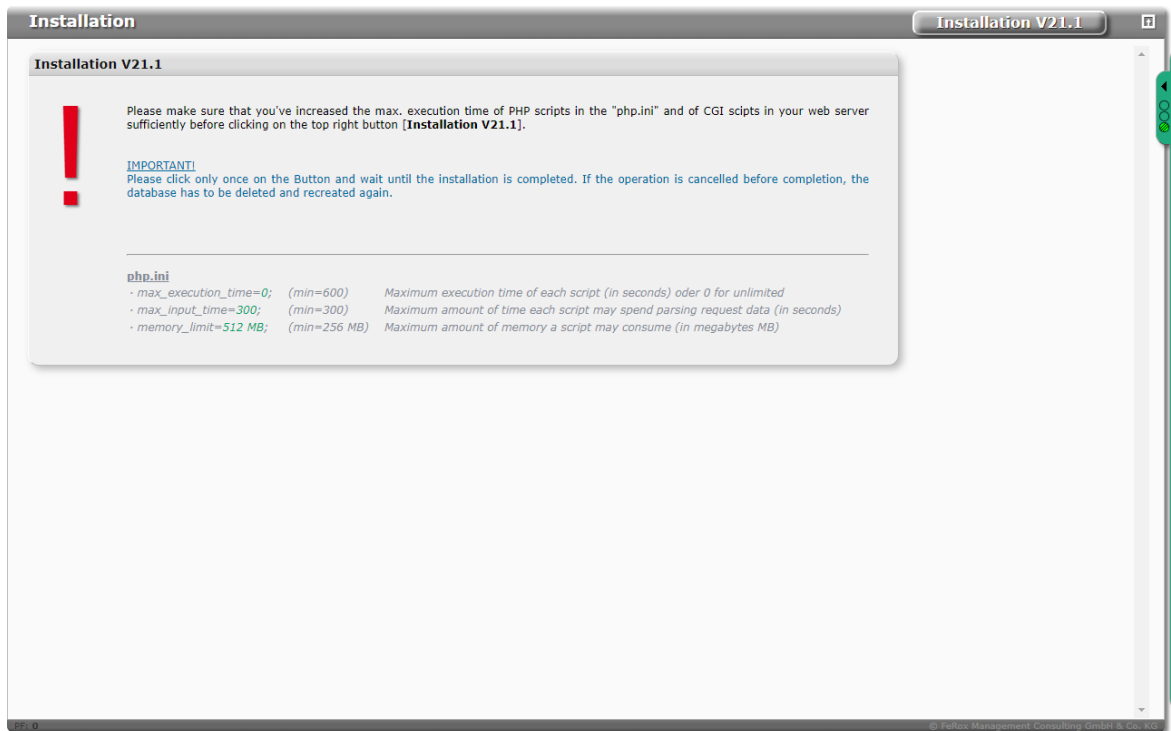 Installation
Installation V21.1
Installation V21.1
Please make sure that you've increased the max. execution time of PHP scripts in the "php.ini" and of CGI scipts in your web server
sufficiently before clicking on the top right button [Installation V21.1].
IMPORTANT!
Please click only once on the Button and wait until the installation is completed. If the operation is cancelled before completion, the
database has to be deleted and recreated again.
php.ini
· max_execution_time=0; (min=600) Maximum execution time of each script (in seconds) oder 0 for unlimited
· max_input_time=300; (min=300) Maximum amount of time each script may spend parsing request data (in seconds)
· memory_limit=512 MB; (min=256 MB) Maximum amount of memory a script may consume (in megabytes MB)
PF: 0
© FeRox Management Consulting GmbH & Co. KG